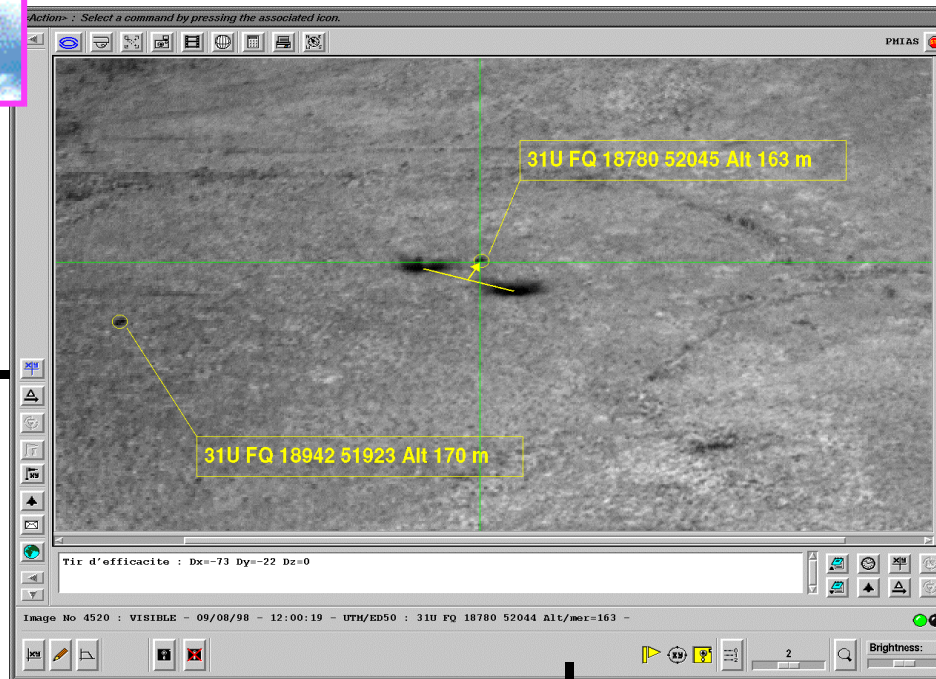 <Action> : Select a command by pressing the associated icon.
PHIAS
31U FQ 18780 52045 Alt 163 m
31U FQ 18942 51923 Alt 170 m
Tir d'efficacite : Dx=-73 Dy=-22 Dz=0
Image No 4520 : VISIBLE - 09/08/98 - 12:00:19 - UTM/ED50 : 31U FQ 18780 52044 Alt/mer=163 -
2
Brightness: